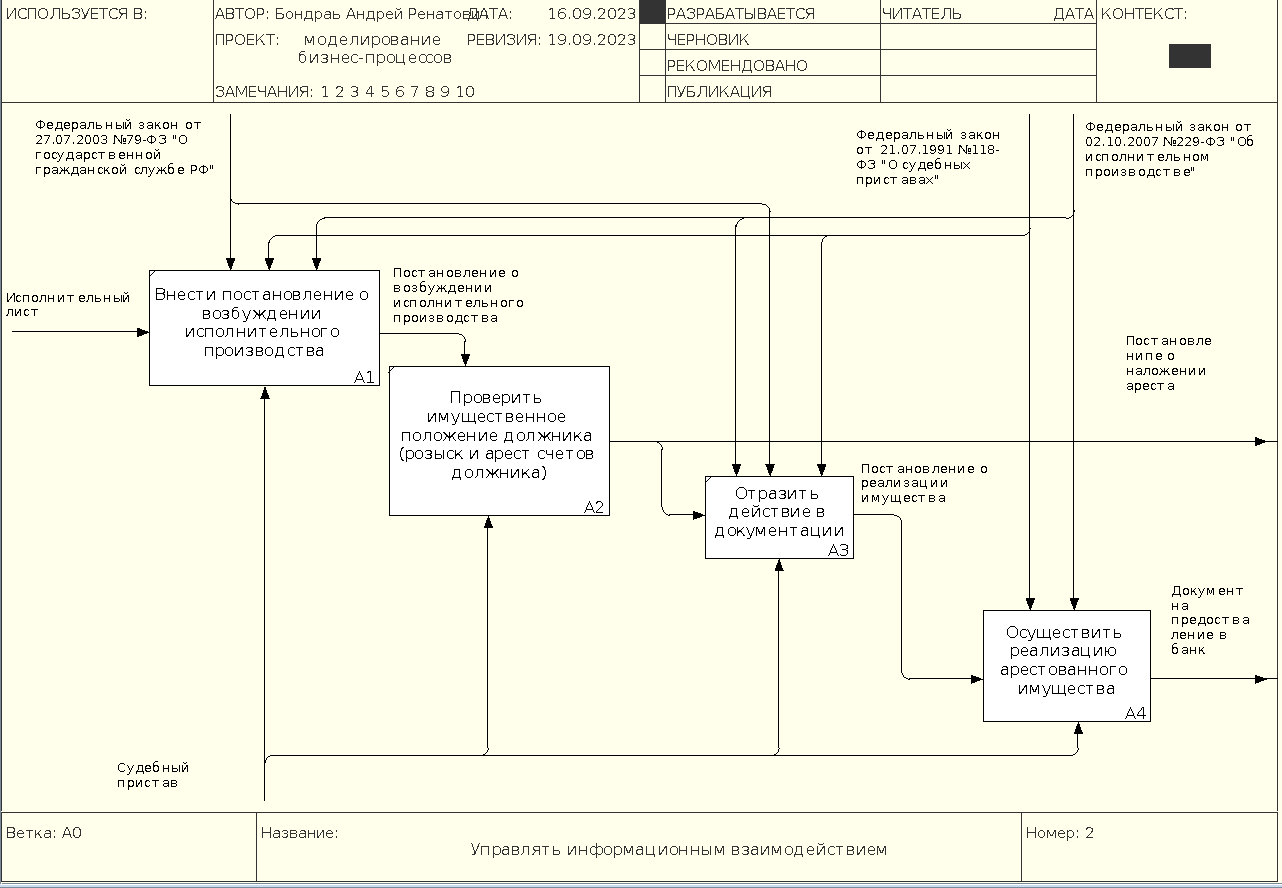 ИСПОЛЬЗУЕТСЯ В:
АВТОР: Бондраь Андрей Ренатович
ДАТА: 16.09.2023
ПРОЕКТ: моделирование
бизнес-процессов
РЕВИЗИЯ: 19.09.2023
ЗАМЕЧАНИЯ: 1 2 3 4 5 6 7 8 9 10
РАЗРАБАТЫВАЕТСЯ
ЧЕРНОВИК
РЕКОМЕНДОВАНО
ПУБЛИКАЦИЯ
ЧИТАТЕЛЬ
ДАТА
КОНТЕКСТ:
Федеральный закон от
27.07.2003 №79-ФЗ "О
государственной
гражданской службе РФ"
Федеральный закон
от 21.07.1991 №118-
ФЗ "О судебных
приставах"
Федеральный закон от
02.10.2007 №229-ФЗ "Об
исполнительном
производстве"
Исполнительный
лист
Внести постановление о
возбуждении
исполнительного
производства
A1
Постановление о
возбуждении
исполнительного
производства
Постановле
нипе о
наложении
ареста
Проверить
имущественное
положение должника
(розыск и арест счетов
должника)
A2
Отразить
действие в
документации
A3
Постановление о
реализации
имущества
Осуществить
реализацию
арестованного
имущества
A4
Документ
на
предоства
ление в
банк
Судебный
пристав
Ветка: A0
Название:
Управлять информационным взаимодействием
Номер: 2